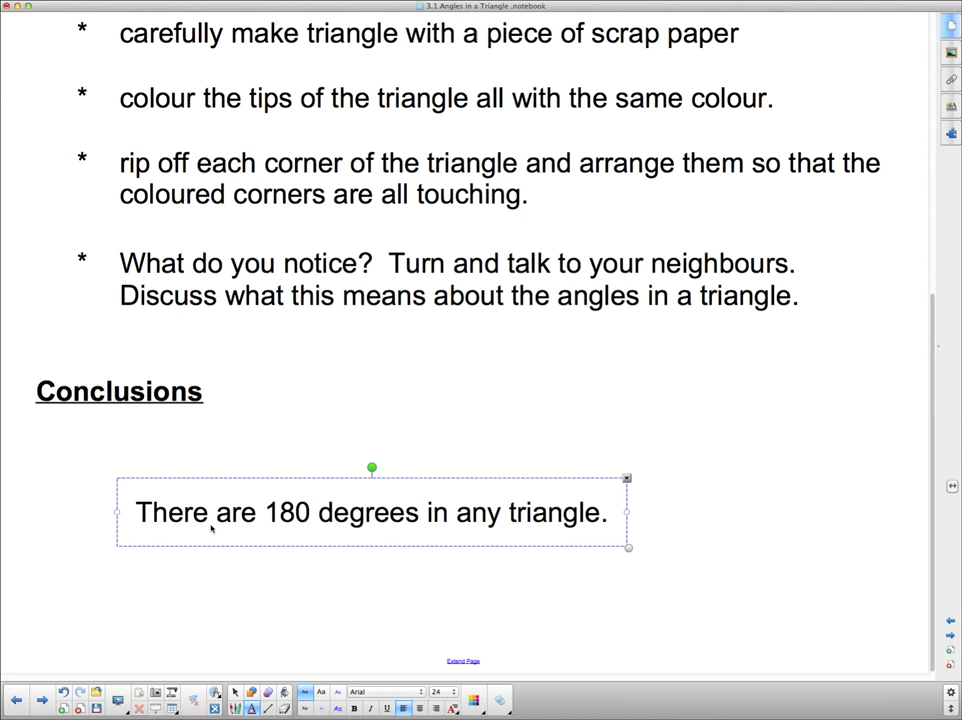 3.1 Angles in a Triangle .notebook
* carefully make triangle with a piece of scrap paper
* colour the tips of the triangle all with the same colour.
* rip off each corner of the triangle and arrange them so that the
coloured corners are all touching.
* What do you notice? Turn and talk to your neighbours.
Discuss what this means about the angles in a triangle.
Conclusions
There are 180 degrees in any triangle.
Extend Page
Arial 24
B I U